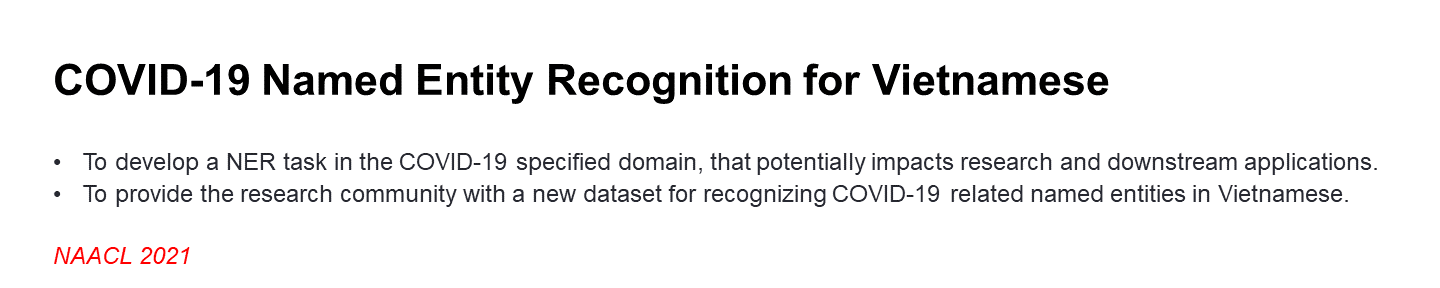 COVID-19 Named Entity Recognition for Vietnamese
• To develop a NER task in the COVID-19 specified domain, that potentially impacts research and downstream applications.
• To provide the research community with a new dataset for recognizing COVID-19 related named entities in Vietnamese.
NAACL 2021